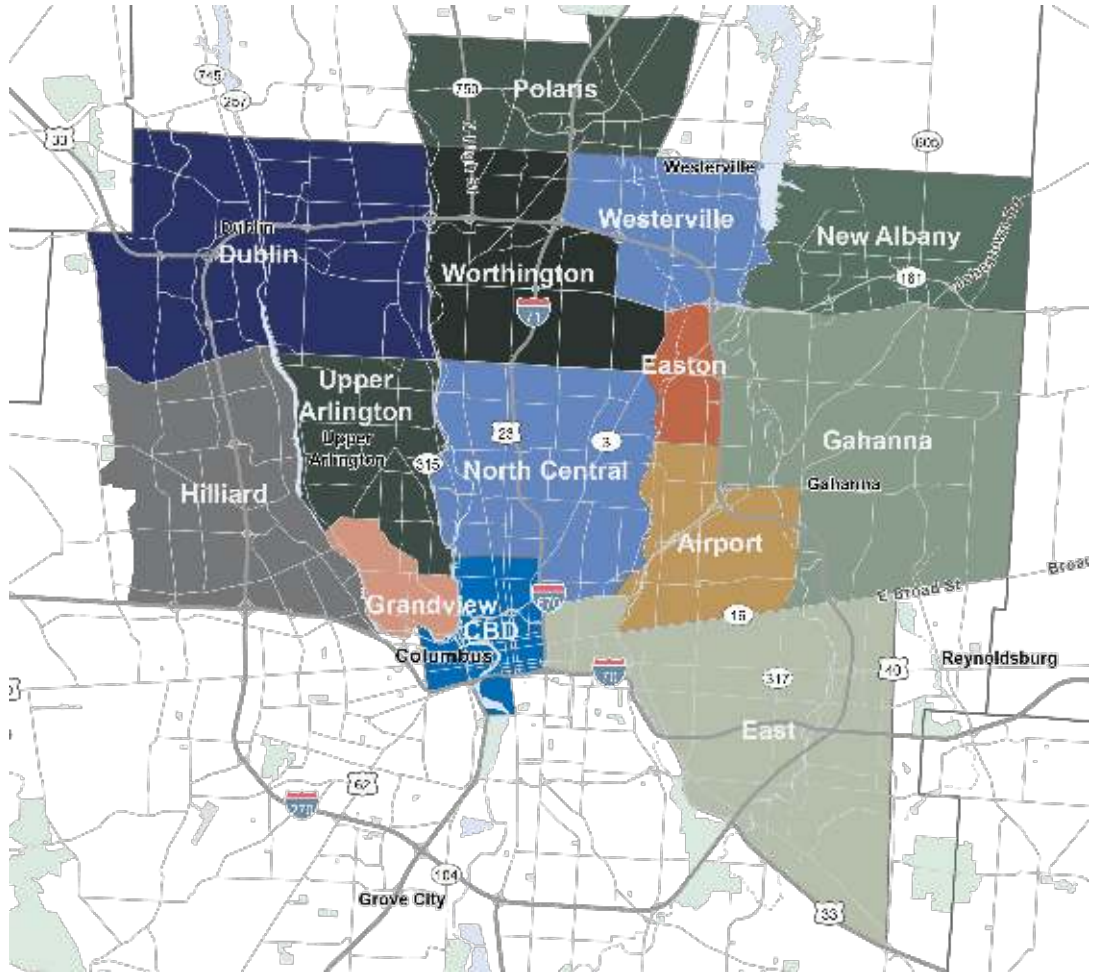 745
257
750
Polaris
33
605
Westerville
Westerville
Dublin
Dublin
New Albany
Worthington
161
71
Easton
Upper
Arlington
Upper
Arlington
23
3
315
North Central
Gahanna
Gahanna
Hilliard
Airport
E Broad St
Broad
670
Grandview
CBD
16
Columbus
Reynoldsburg
70
317
40
East
62
270
104
Grove City
33